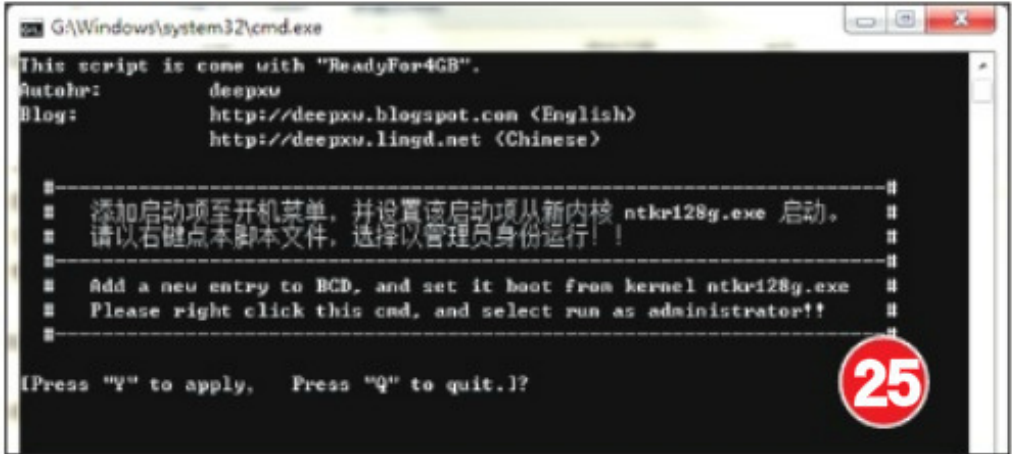 G:\Windows\system32\cmd.exe
This script is come with "ReadyFor4GB".
Autohr: deepxw
Blog: http://deepxw.blogspot.com (English)
http://deepxw.lingd.net (Chinese)
#----------------------------------------------------------------------#
# 添加启动项至开机菜单，并设置该启动项从新内核 ntkr128g.exe 启动。 #
# 请以右键点本脚本文件，选择以管理员身份运行！！ #
#----------------------------------------------------------------------#
# Add a new entry to BCD, and set it boot from kernel ntkr128g.exe #
# Please right click this cmd, and select run as administrator!! #
#----------------------------------------------------------------------#
[Press "Y" to apply, Press "Q" to quit.]?
25